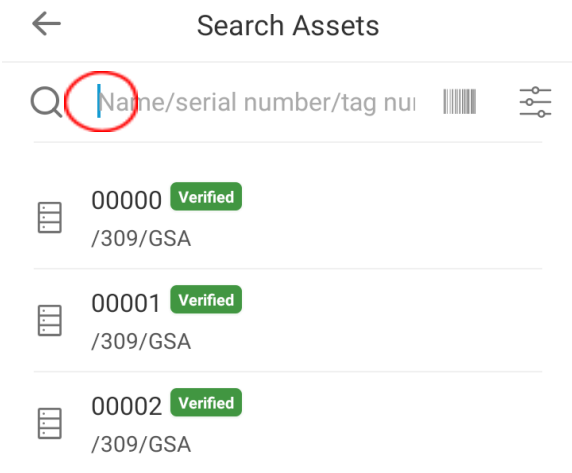 Search Assets
Name/serial number/tag nu
00000 Verified
/309/GSA
00001 Verified
/309/GSA
00002 Verified
/309/GSA